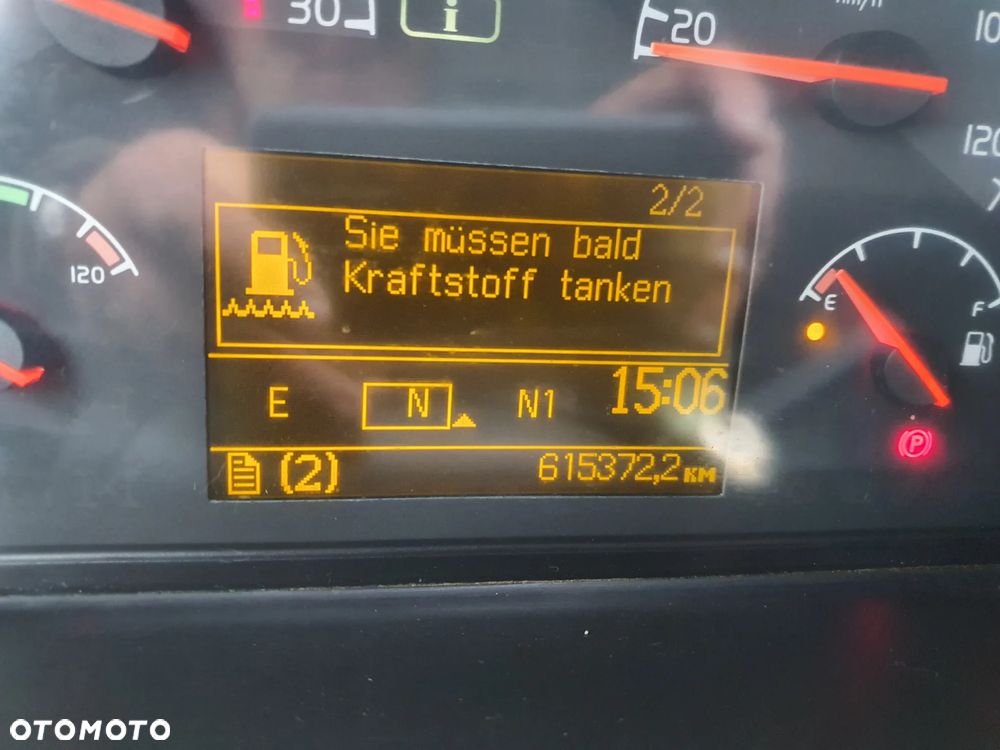 30
i
20
120
120
2/2
Sie müssen bald
Kraftstoff tanken
E
F
E N N1 15:06
P
(2) 615372,2 KM
OTOMOTO